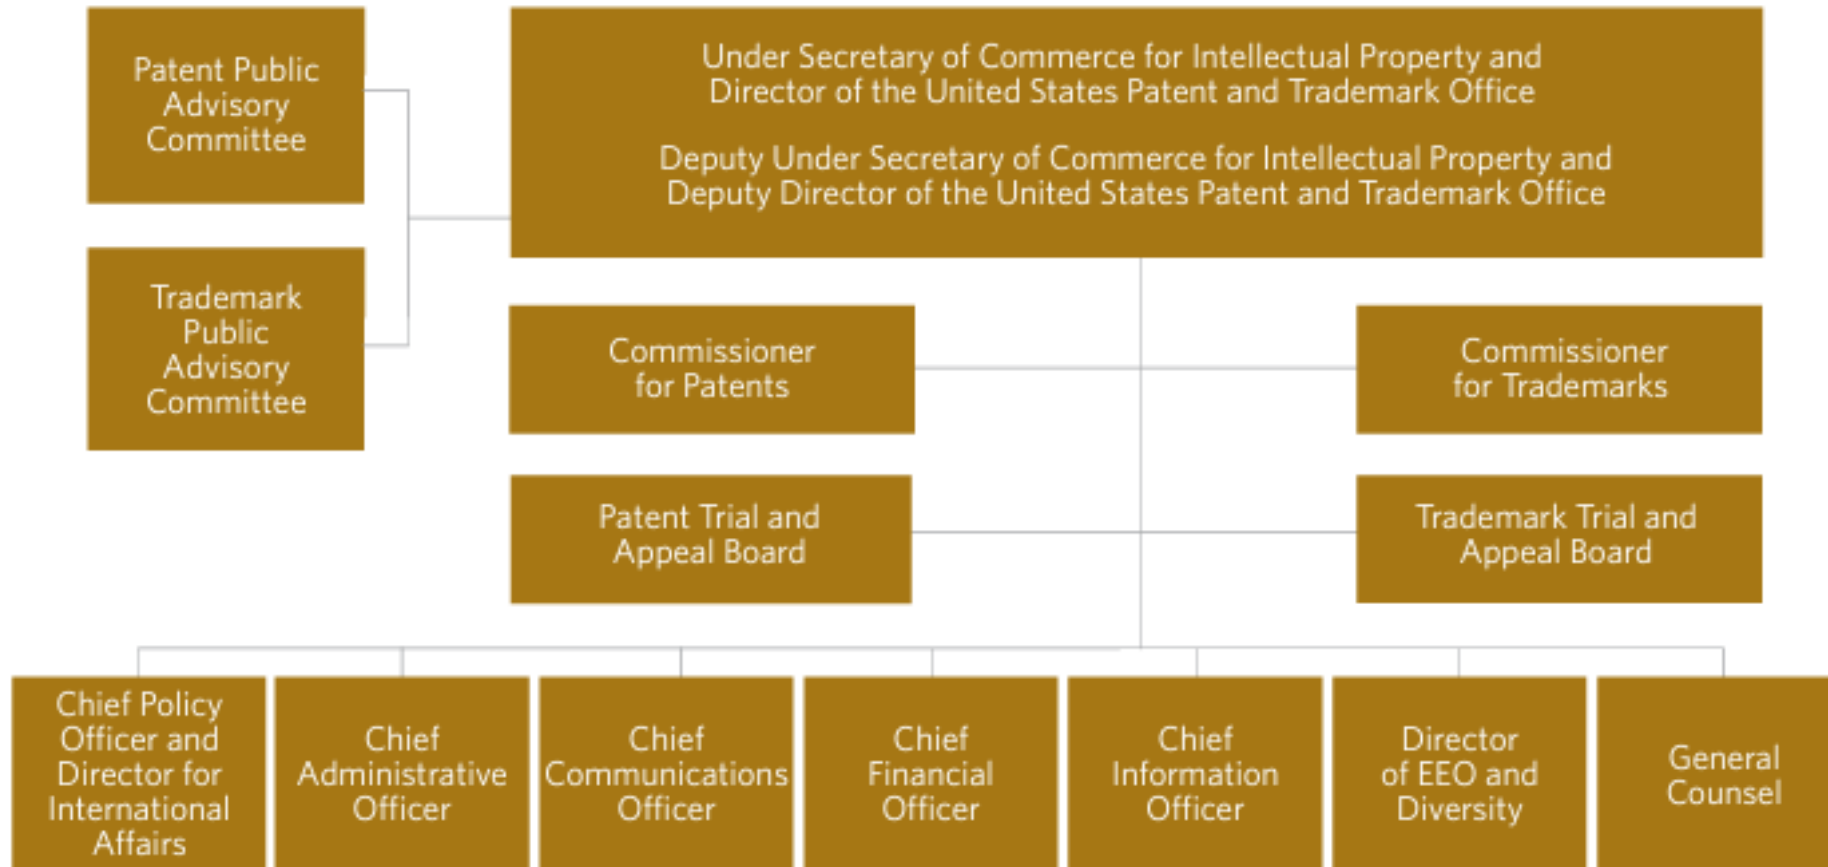 Patent Public
Advisory
Committee
Under Secretary of Commerce for Intellectual Property and
Director of the United States Patent and Trademark Office
Deputy Under Secretary of Commerce for Intellectual Property and
Deputy Director of the United States Patent and Trademark Office
Trademark
Public
Advisory
Committee
Commissioner
for Patents
Commissioner
for Trademarks
Patent Trial and
Appeal Board
Trademark Trial and
Appeal Board
Chief Policy
Officer and
Director for
International
Affairs
Chief
Administrative
Officer
Chief
Communications
Officer
Chief
Financial
Officer
Chief
Information
Officer
Director
of EEO and
Diversity
General
Counsel